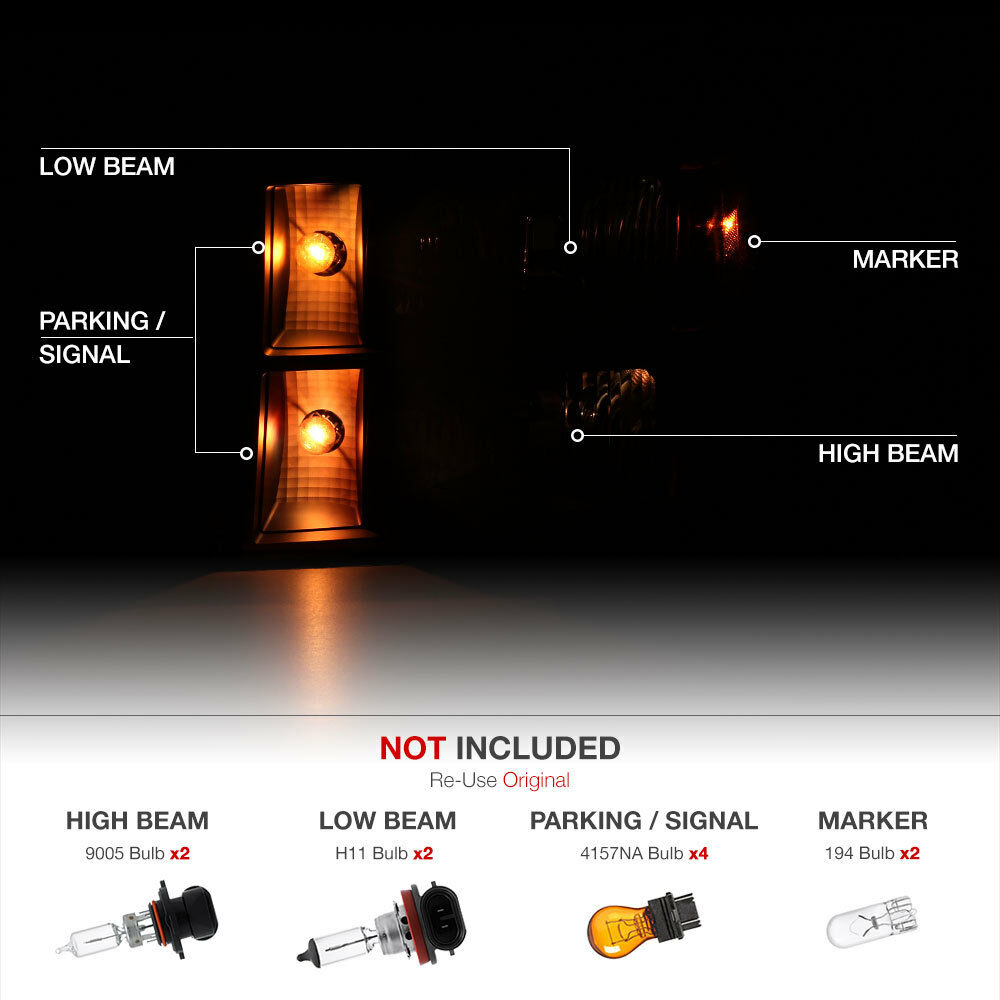 LOW BEAM
MARKER
PARKING /
SIGNAL
HIGH BEAM
NOT INCLUDED
Re-Use Original
HIGH BEAM
9005 Bulb x2
LOW BEAM
H11 Bulb x2
PARKING / SIGNAL
4157NA Bulb x4
MARKER
194 Bulb x2